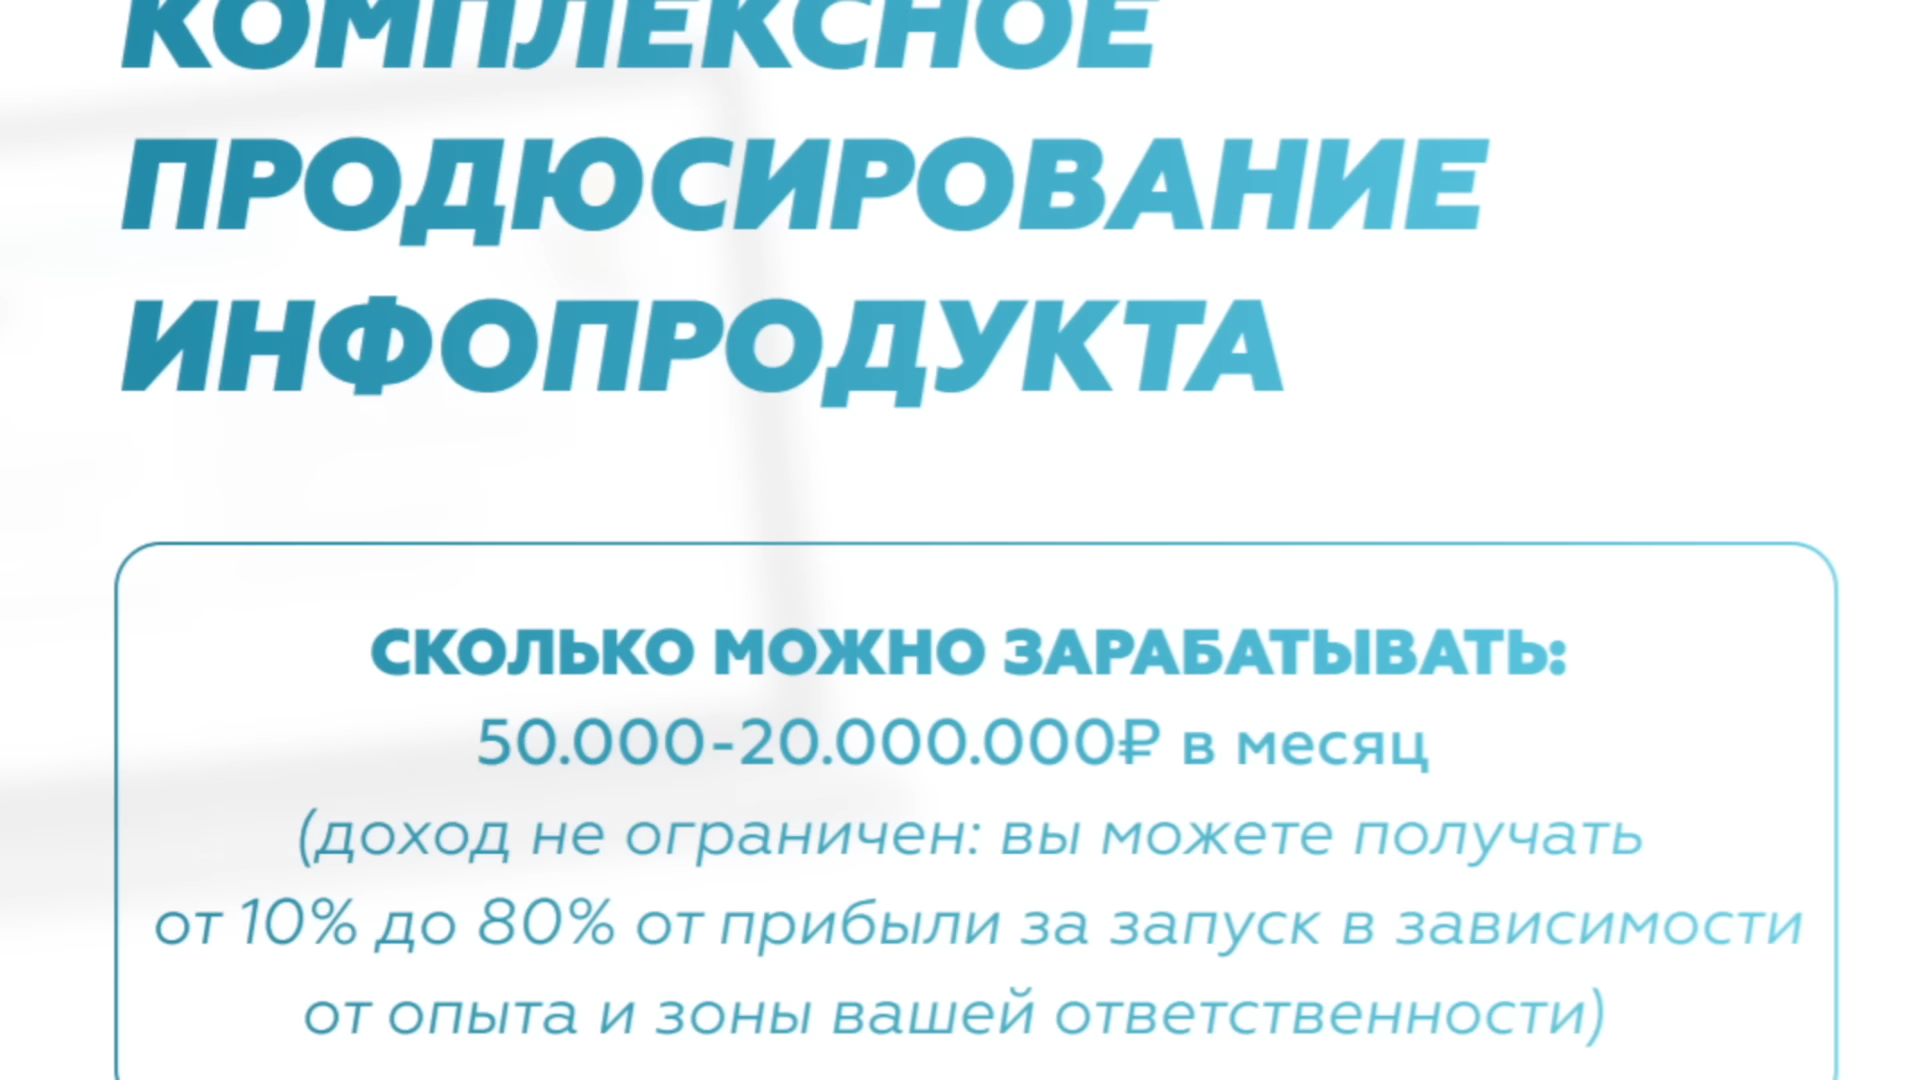 КОМПЛЕКСНОЕ
ПРОДЮСИРОВАНИЕ
ИНФОПРОДУКТА
СКОЛЬКО МОЖНО ЗАРАБАТЫВАТЬ:
50.000-20.000.000₽ в месяц
(доход не ограничен: вы можете получать
от 10% до 80% от прибыли за запуск в зависимости
от опыта и зоны вашей ответственности)